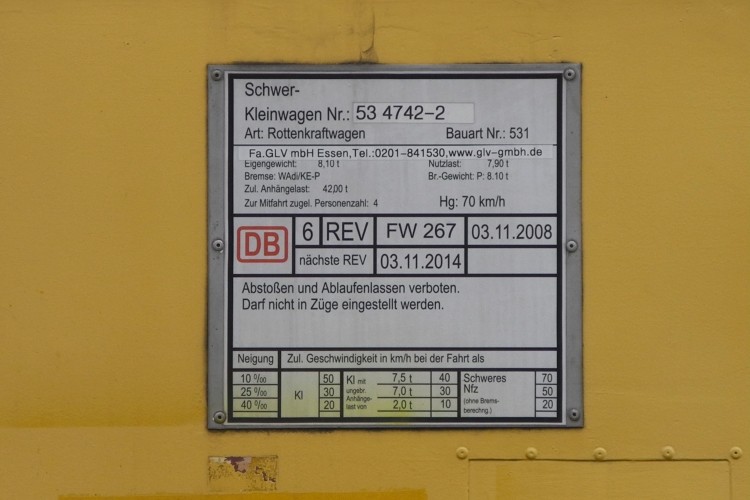 Schwer-
Kleinwagen Nr.: 53 4742-2
Art: Rottenkraftwagen Bauart Nr.: 531
Fa.GLV mbH Essen,Tel.:0201-841530,www.glv-gmbh.de
Eigengewicht: 8,10 t Nutzlast: 7,90 t
Bremse: WAdi/KE-P Br.-Gewicht: P: 8.10 t
Zul. Anhängelast: 42,00 t
Zur Mitfahrt zugel. Personenzahl: 4 Hg: 70 km/h
DB 6 REV FW 267 03.11.2008
nächste REV 03.11.2014
Abstoßen und Ablaufenlassen verboten.
Darf nicht in Züge eingestellt werden.
Neigung Zul. Geschwindigkeit in km/h bei der Fahrt als
10 %00 Kl 50 Kl mit 7,5 t 40 Schweres 70
25 %00 30 ungebr. 7,0 t 30 Nfz 50
Anhänge- (ohne Brems-
40 %00 20 last von 2,0 t 10 berechng.) 20